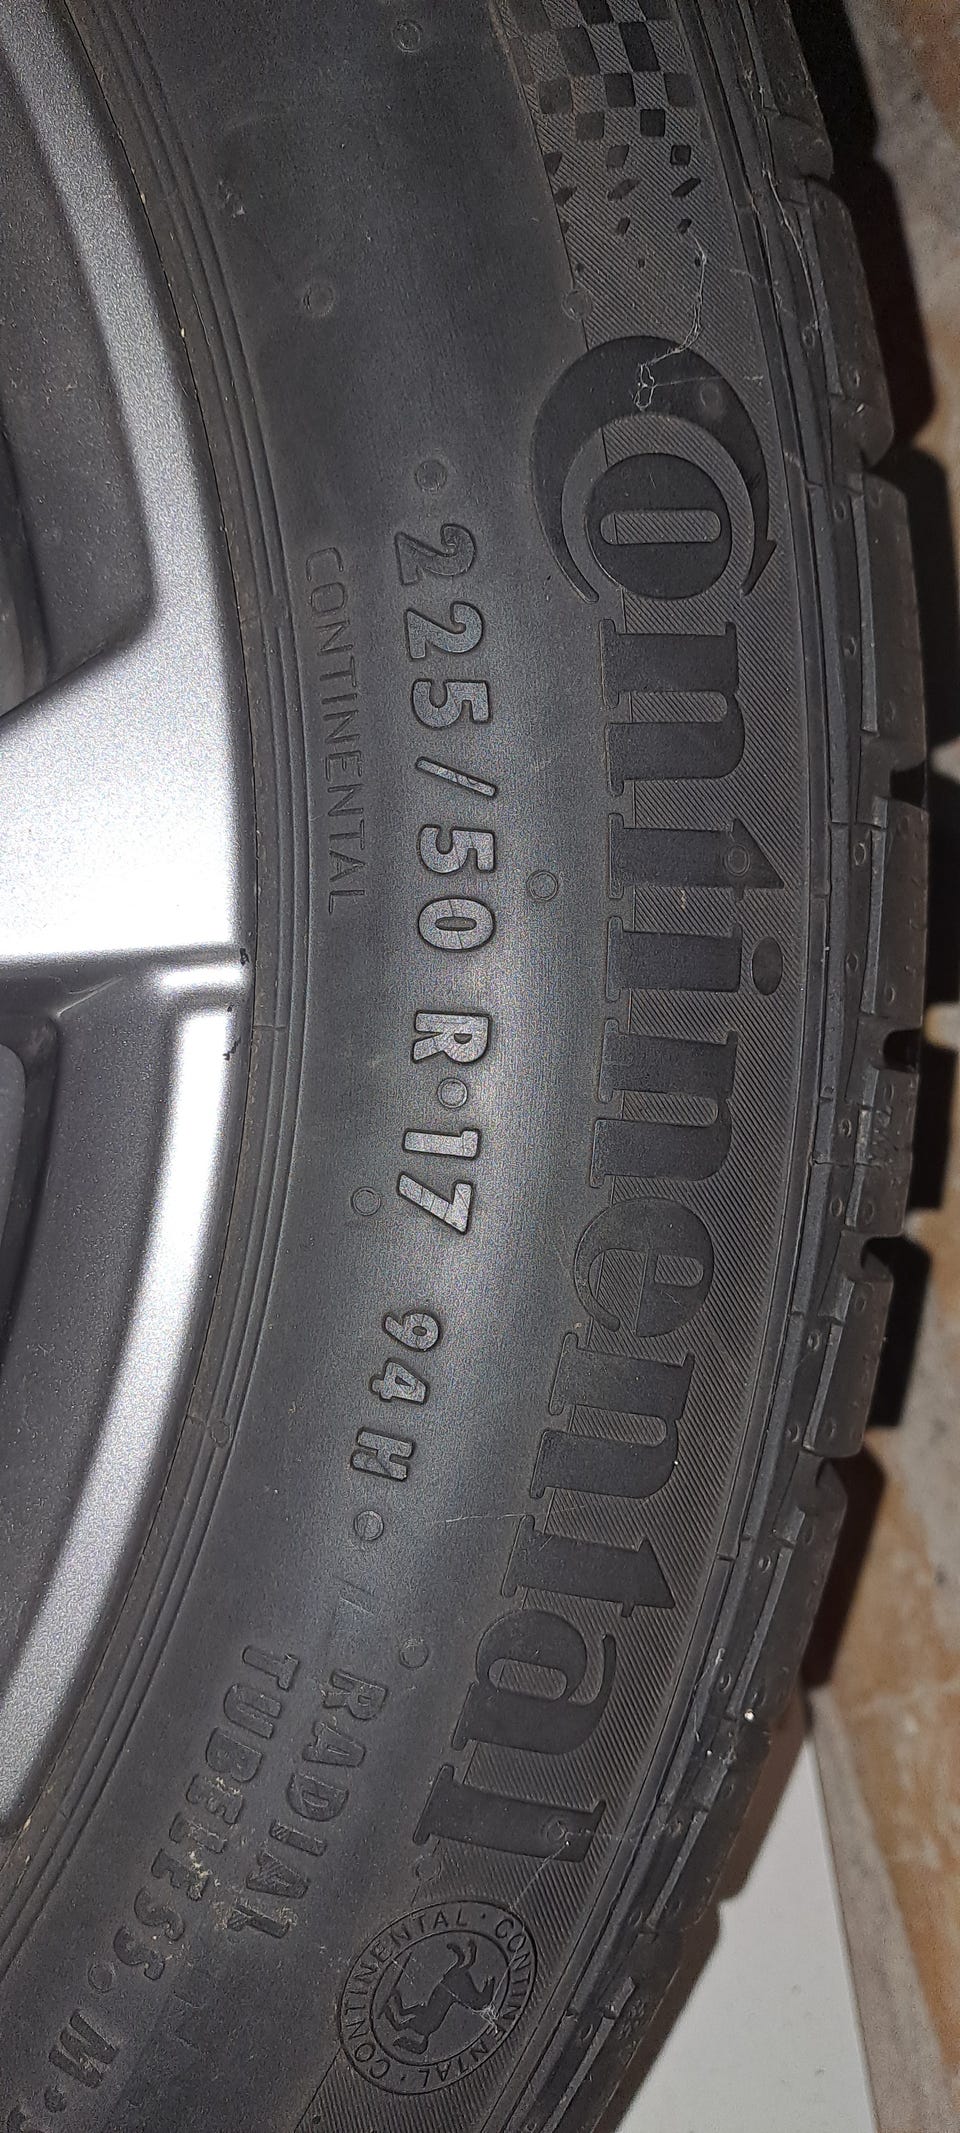 Continental
225/50 R 17 94 H
CONTINENTAL
RADIAL
TUBELESS M
CONTINENTAL · CONTINENTAL ·